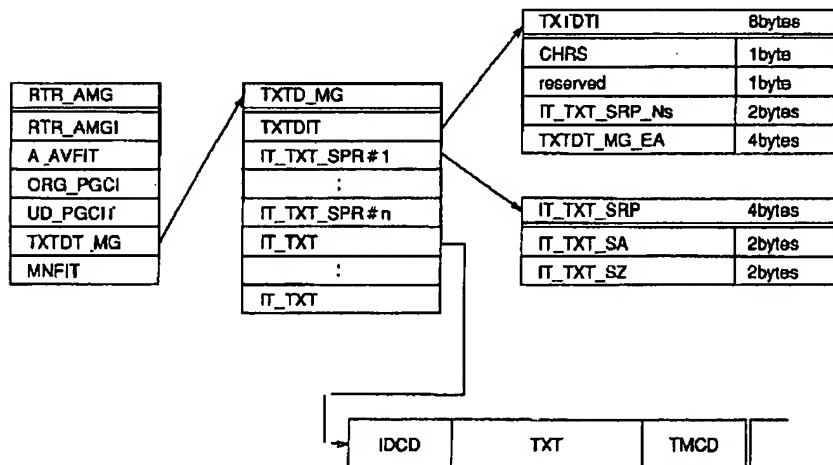 TXTDTI 8bytes
CHRS 1byte
reserved 1byte
IT_TXT_SRP_Ns 2bytes
TXTDT_MG_EA 4bytes
RTR_AMG
RTR_AMGI
A_AVFIT
ORG_PGCI
UD_PGCIT
TXTDT_MG
MNFIT
TXTD_MG
TXTDIT
IT_TXT_SPR#1
:
IT_TXT_SPR#n
IT_TXT
:
IT_TXT
IT_TXT_SRP 4bytes
IT_TXT_SA 2bytes
IT_TXT_SZ 2bytes
IDCD TXT TMCD